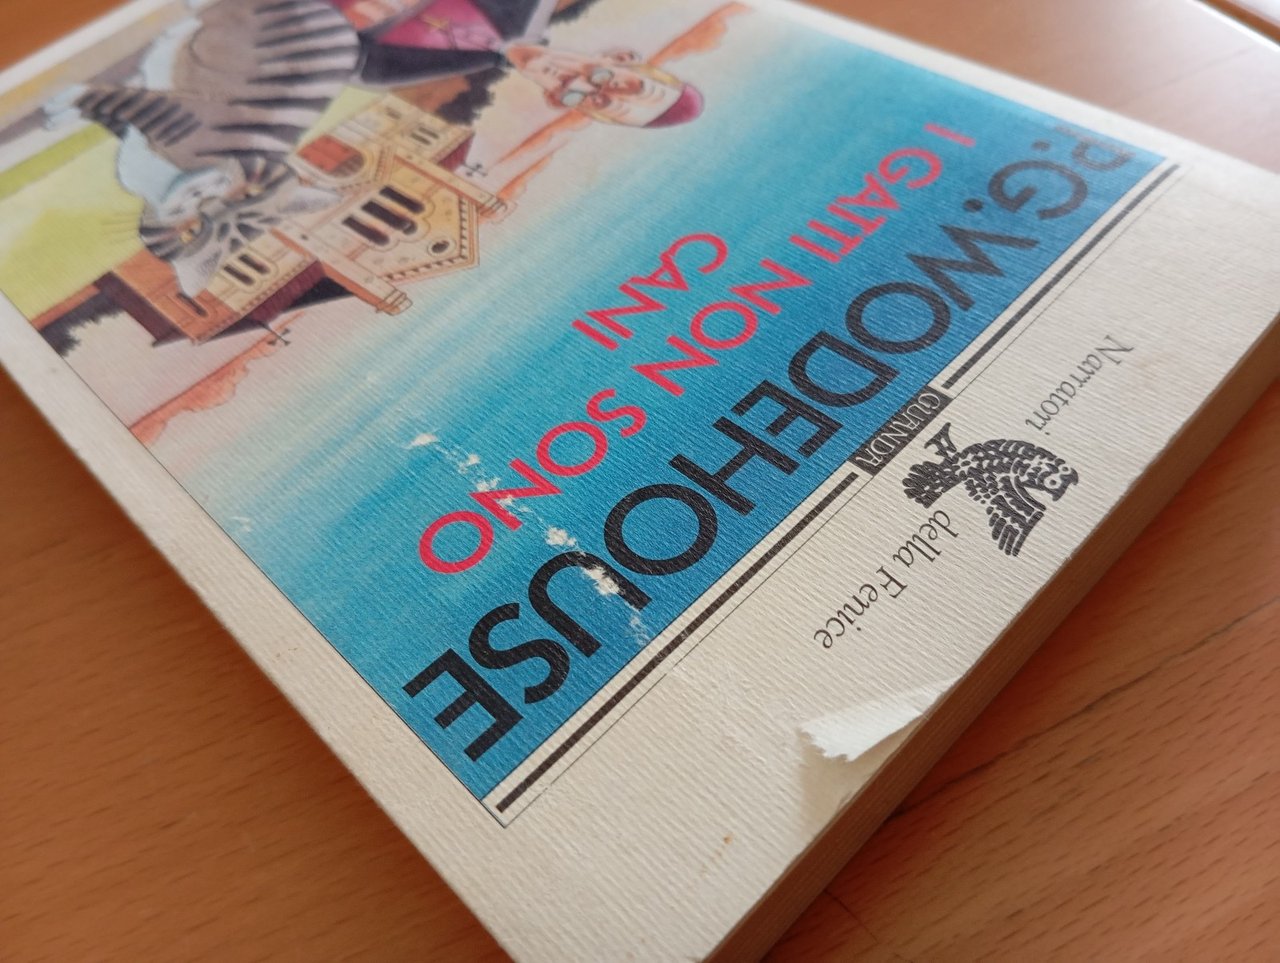 Narratori della Fenice
GUANDA
P.G. WODEHOUSE
I GATTI NON SONO
CANI